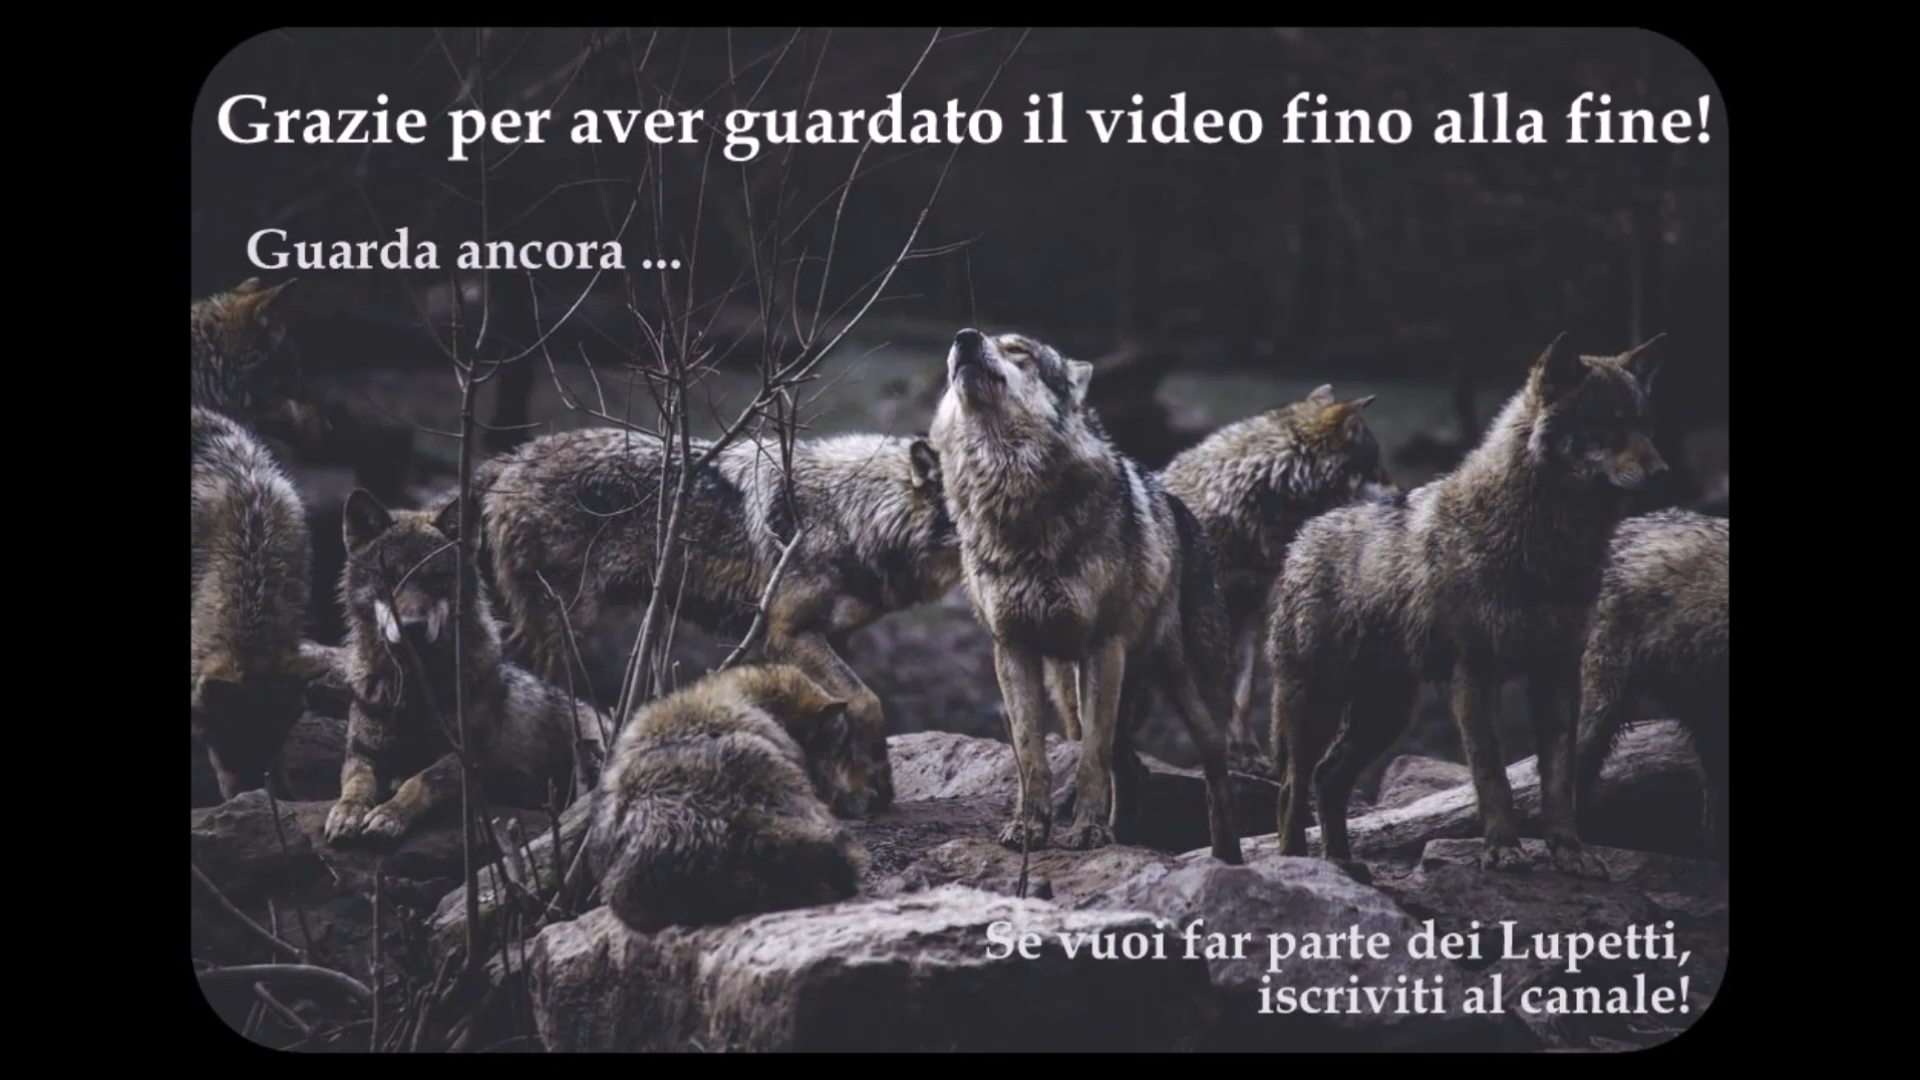 Grazie per aver guardato il video fino alla fine!
Guarda ancora ...
Se vuoi far parte dei Lupetti,
iscriviti al canale!